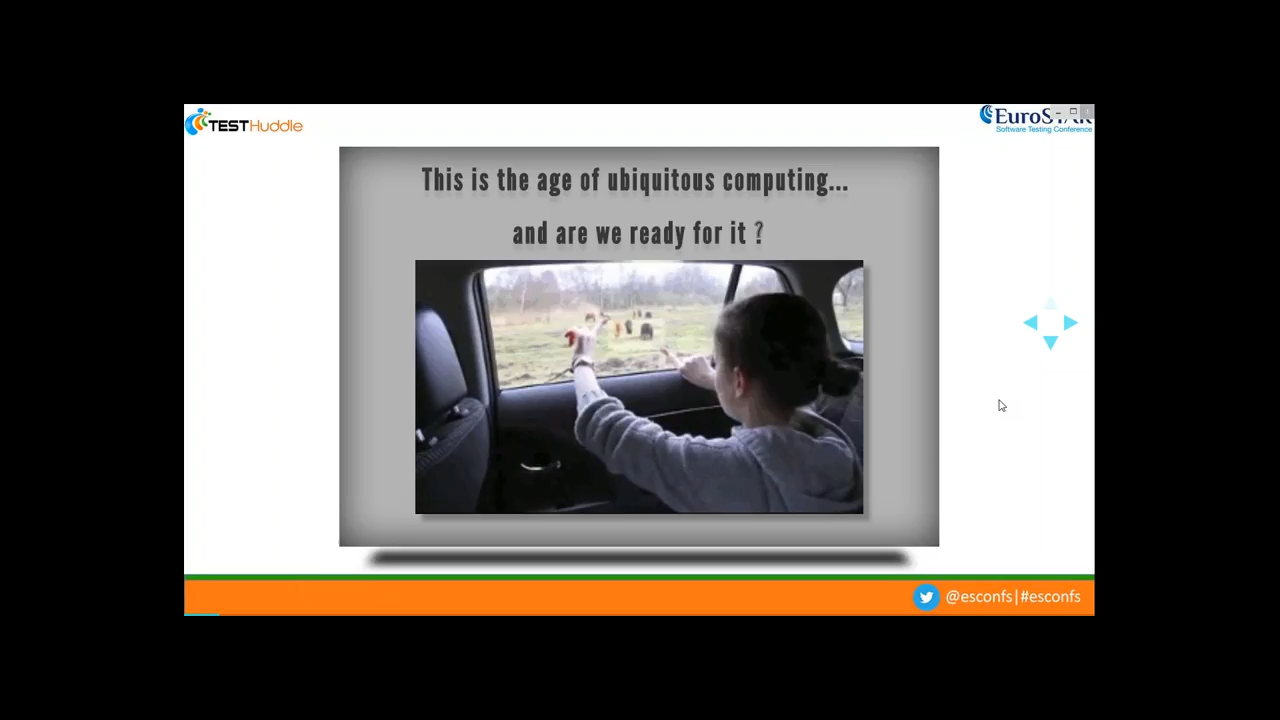 TESTHuddle
EuroSTAR
Software Testing Conference
This is the age of ubiquitous computing...
and are we ready for it ?
@esconfs|#esconfs